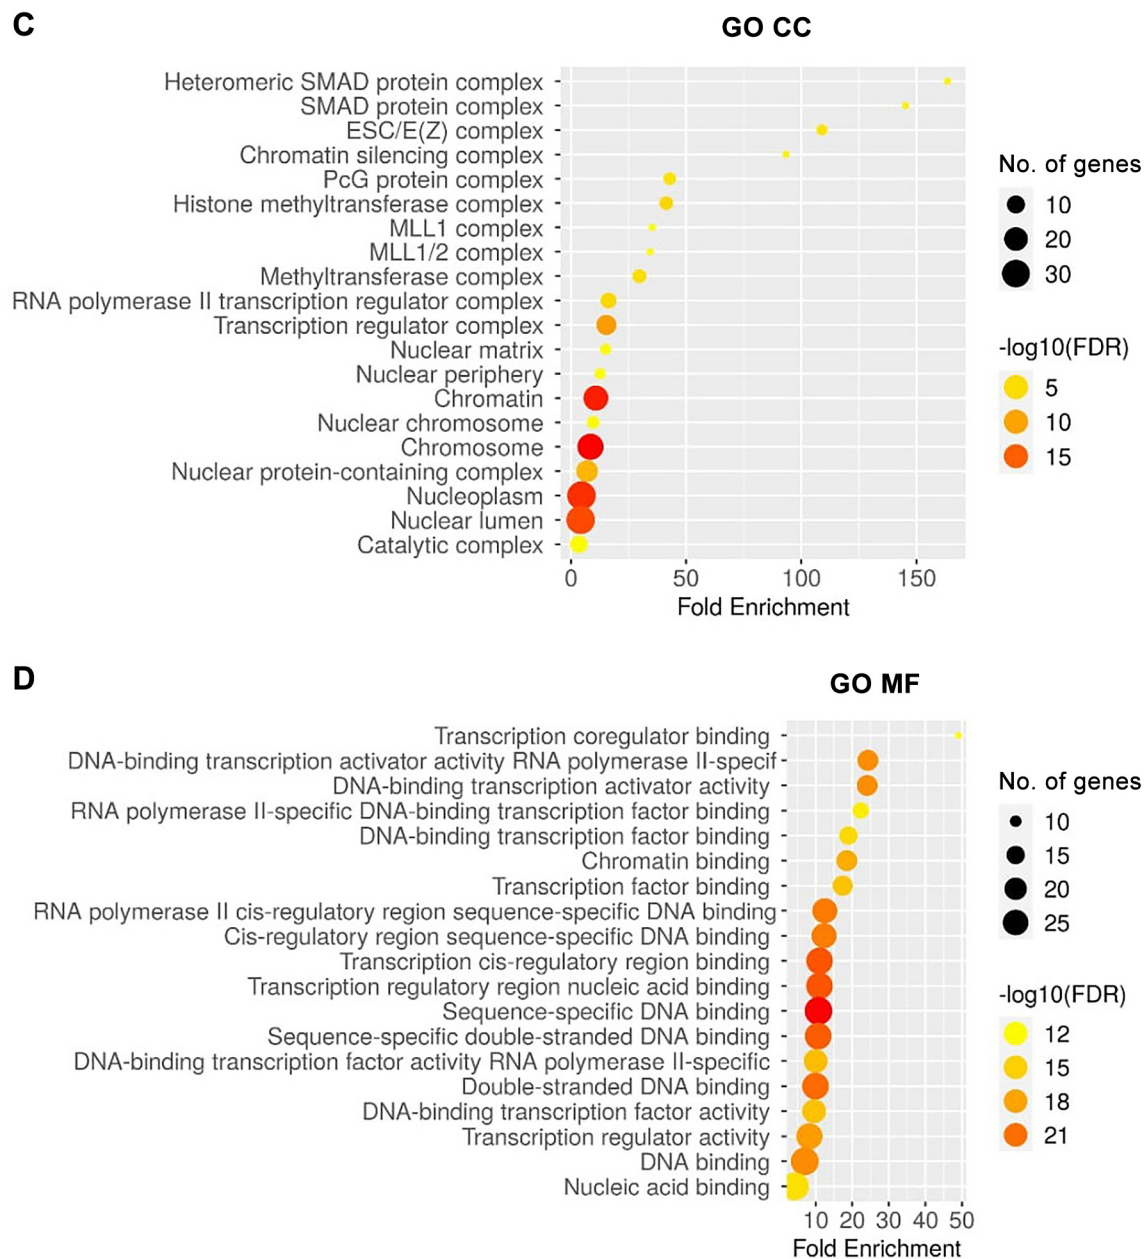 C
GO CC
Heteromeric SMAD protein complex
SMAD protein complex
ESC/E(Z) complex
Chromatin silencing complex
PcG protein complex
Histone methyltransferase complex
MLL1 complex
MLL1/2 complex
Methyltransferase complex
RNA polymerase II transcription regulator complex
Transcription regulator complex
Nuclear matrix
Nuclear periphery
Chromatin
Nuclear chromosome
Chromosome
Nuclear protein-containing complex
Nucleoplasm
Nuclear lumen
Catalytic complex
0 50 100 150
Fold Enrichment
No. of genes
10
20
30
-log10(FDR)
5
10
15
D
GO MF
Transcription coregulator binding
DNA-binding transcription activator activity RNA polymerase II-specif
DNA-binding transcription activator activity
RNA polymerase II-specific DNA-binding transcription factor binding
DNA-binding transcription factor binding
Chromatin binding
Transcription factor binding
RNA polymerase II cis-regulatory region sequence-specific DNA binding
Cis-regulatory region sequence-specific DNA binding
Transcription cis-regulatory region binding
Transcription regulatory region nucleic acid binding
Sequence-specific DNA binding
Sequence-specific double-stranded DNA binding
DNA-binding transcription factor activity RNA polymerase II-specific
Double-stranded DNA binding
DNA-binding transcription factor activity
Transcription regulator activity
DNA binding
Nucleic acid binding
10 20 30 40 50
Fold Enrichment
No. of genes
10
15
20
25
-log10(FDR)
12
15
18
21